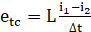 e_tc = L (i_1 − i_2) / Δt